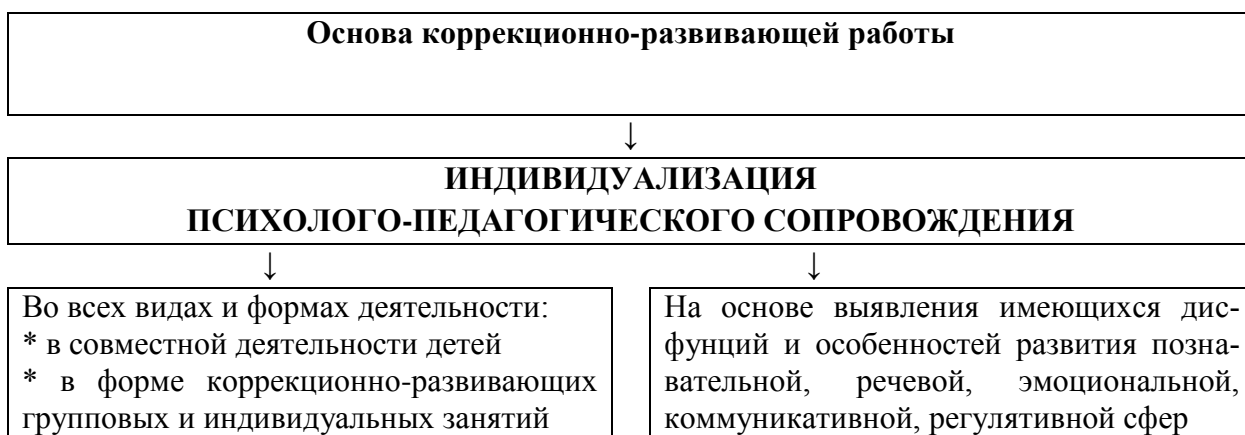 Основа коррекционно-развивающей работы
↓
ИНДИВИДУАЛИЗАЦИЯ
ПСИХОЛОГО-ПЕДАГОГИЧЕСКОГО СОПРОВОЖДЕНИЯ
↓ ↓
Во всех видах и формах деятельности:
* в совместной деятельности детей
* в форме коррекционно-развивающих
групповых и индивидуальных занятий
На основе выявления имеющихся дис-
фунций и особенностей развития позна-
вательной, речевой, эмоциональной,
коммуникативной, регулятивной сфер